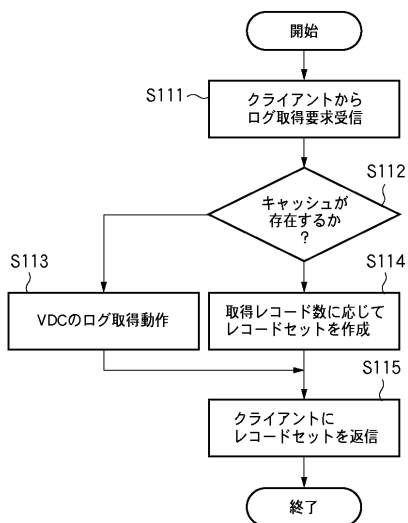 開始
S111
クライアントから
ログ取得要求受信
S112
キャッシュが
存在するか
?
S113
VDCのログ取得動作
S114
取得レコード数に応じて
レコードセットを作成
S115
クライアントに
レコードセットを返信
終了